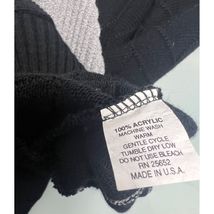 100% ACRYLIC
MACHINE WASH
WARM
GENTLE CYCLE
TUMBLE DRY LOW
DO NOT USE BLEACH
RN 25652
MADE IN U.S.A.